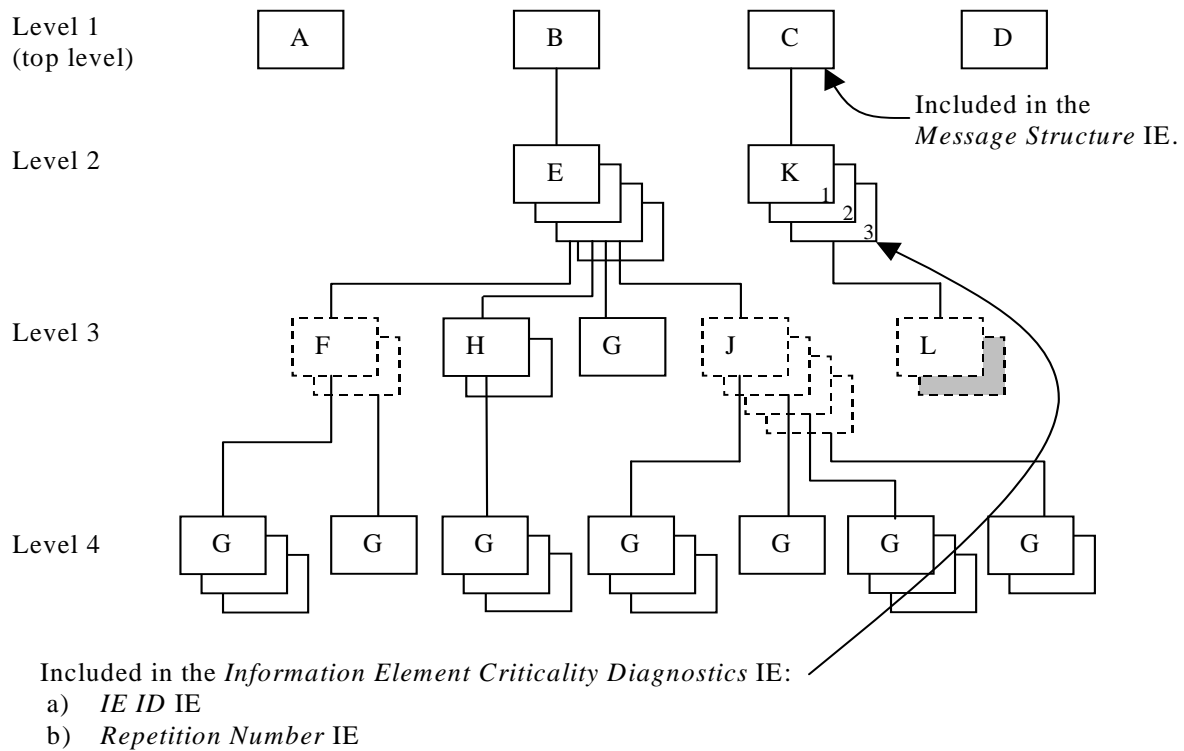 Level 1
(top level)
A
B
C
D
Included in the
Message Structure IE.
Level 2
E
K
1
2
3
Level 3
F
H
G
J
L
Level 4
G
G
G
G
G
G
G
Included in the Information Element Criticality Diagnostics IE:
a) IE ID IE
b) Repetition Number IE